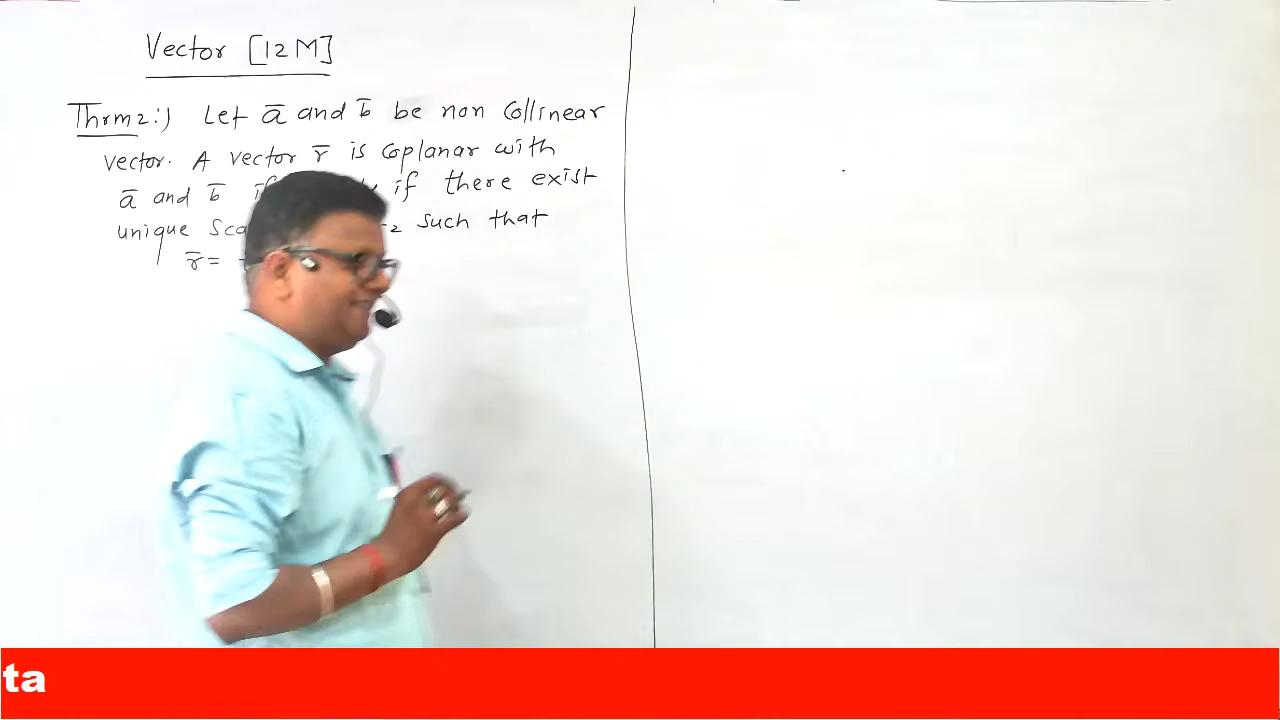 Vector [12M]
Thrm 2:) Let a̅ and b̅ be non collinear
vector. A vector r̅ is coplanar with
a̅ and b̅ if there exist
unique such that
r̅ =
ta